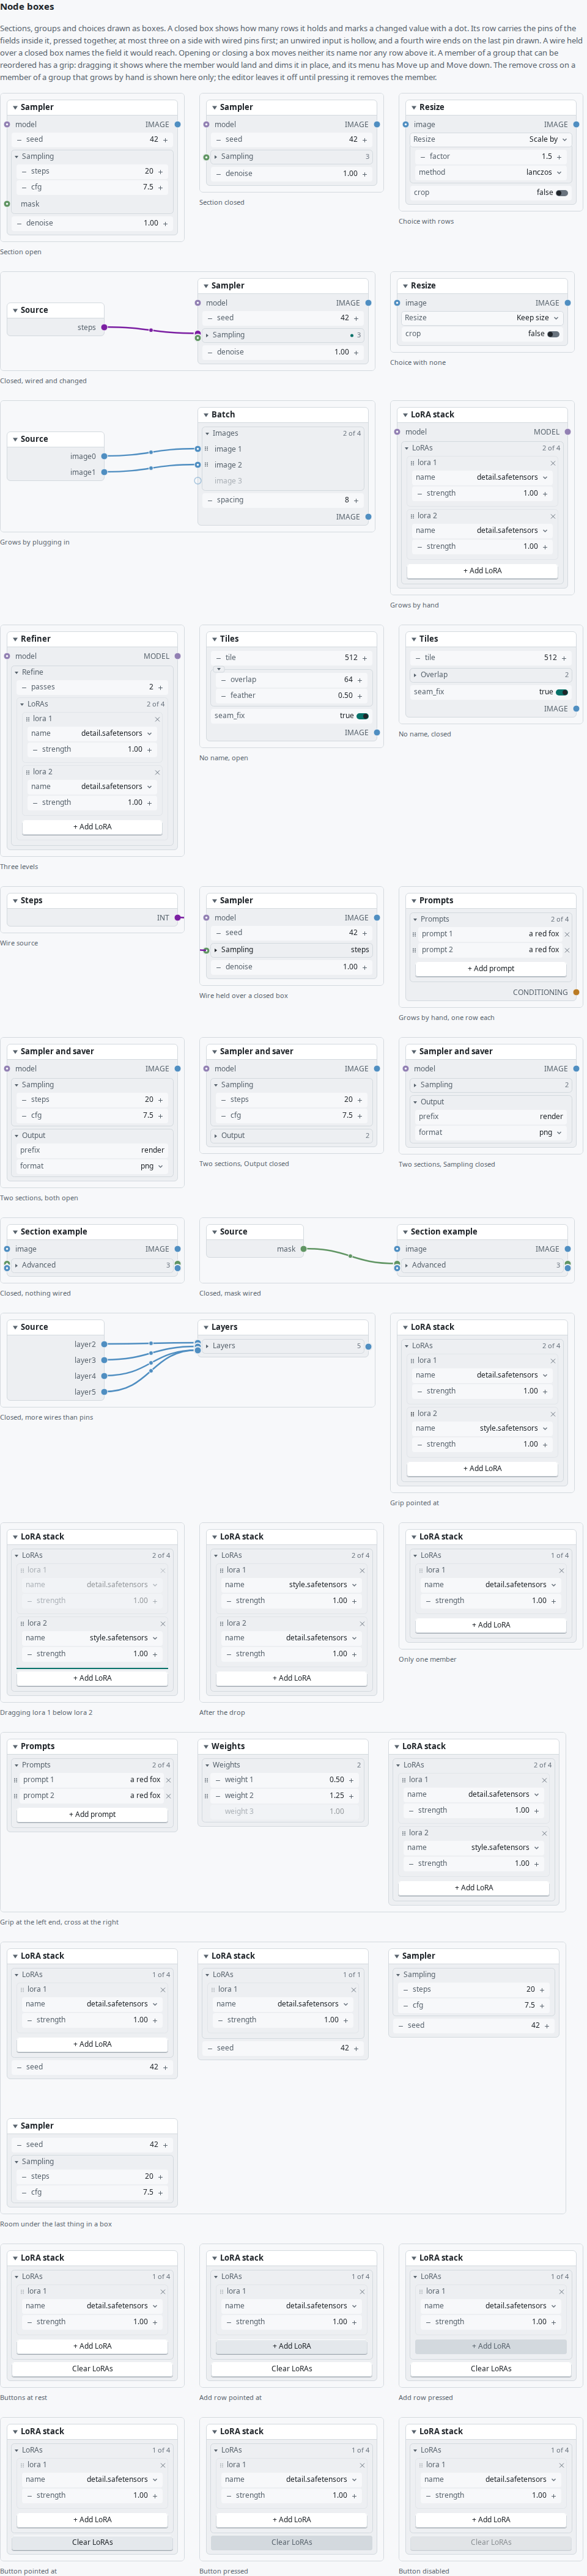 Node boxes
Sections, groups and choices drawn as boxes. A closed box shows how many rows it holds and marks a changed value with a dot. Its row carries the pins of the
fields inside it, pressed together, at most three on a side with wired pins first; an unwired input is hollow, and a fourth wire ends on the last pin drawn. A wire held
over a closed box names the field it would reach. Opening or closing a box moves neither its name nor any row above it. A member of a group that can be
reordered has a grip: dragging it shows where the member would land and dims it in place, and its menu has Move up and Move down. The remove cross on a
member of a group that grows by hand is shown here only; the editor leaves it off until pressing it removes the member.
Sampler
model IMAGE
seed 42
Sampling
steps 20
cfg 7.5
mask
denoise 1.00
Section open
Sampler
model IMAGE
seed 42
Sampling 3
denoise 1.00
Section closed
Resize
image IMAGE
Resize Scale by
factor 1.5
method lanczos
crop false
Choice with rows
Source
steps
Sampler
model IMAGE
seed 42
Sampling 3
denoise 1.00
Closed, wired and changed
Resize
image IMAGE
Resize Keep size
crop false
Choice with none
Source
image0
image1
Batch
Images 2 of 4
image 1
image 2
image 3
spacing 8
IMAGE
Grows by plugging in
LoRA stack
model MODEL
LoRAs 2 of 4
lora 1
name detail.safetensors
strength 1.00
lora 2
name detail.safetensors
strength 1.00
+ Add LoRA
Grows by hand
Refiner
model MODEL
Refine
passes 2
LoRAs 2 of 4
lora 1
name detail.safetensors
strength 1.00
lora 2
name detail.safetensors
strength 1.00
+ Add LoRA
Three levels
Tiles
tile 512
overlap 64
feather 0.50
seam_fix true
IMAGE
No name, open
Tiles
tile 512
Overlap 2
seam_fix true
IMAGE
No name, closed
Steps
INT
Wire source
Sampler
model IMAGE
seed 42
Sampling steps
denoise 1.00
Wire held over a closed box
Prompts
Prompts 2 of 4
prompt 1 a red fox
prompt 2 a red fox
+ Add prompt
CONDITIONING
Grows by hand, one row each
Sampler and saver
model IMAGE
Sampling
steps 20
cfg 7.5
Output
prefix render
format png
Two sections, both open
Sampler and saver
model IMAGE
Sampling
steps 20
cfg 7.5
Output 2
Two sections, Output closed
Sampler and saver
model IMAGE
Sampling 2
Output
prefix render
format png
Two sections, Sampling closed
Section example
image IMAGE
Advanced 3
Closed, nothing wired
Source
mask
Section example
image IMAGE
Advanced 3
Closed, mask wired
Source
layer2
layer3
layer4
layer5
Layers
Layers 5
Closed, more wires than pins
LoRA stack
LoRAs 2 of 4
lora 1
name detail.safetensors
strength 1.00
lora 2
name style.safetensors
strength 1.00
+ Add LoRA
Grip pointed at
LoRA stack
LoRAs 2 of 4
lora 1
name detail.safetensors
strength 1.00
lora 2
name style.safetensors
strength 1.00
+ Add LoRA
Dragging lora 1 below lora 2
LoRA stack
LoRAs 2 of 4
lora 1
name style.safetensors
strength 1.00
lora 2
name detail.safetensors
strength 1.00
+ Add LoRA
After the drop
LoRA stack
LoRAs 1 of 4
lora 1
name detail.safetensors
strength 1.00
+ Add LoRA
Only one member
Prompts
Prompts 2 of 4
prompt 1 a red fox
prompt 2 a red fox
+ Add prompt
Weights
Weights 2
weight 1 0.50
weight 2 1.25
weight 3 1.00
LoRA stack
LoRAs 2 of 4
lora 1
name detail.safetensors
strength 1.00
lora 2
name style.safetensors
strength 1.00
+ Add LoRA
Grip at the left end, cross at the right
LoRA stack
LoRAs 1 of 4
lora 1
name detail.safetensors
strength 1.00
+ Add LoRA
seed 42
LoRA stack
LoRAs 1 of 1
lora 1
name detail.safetensors
strength 1.00
seed 42
Sampler
Sampling
steps 20
cfg 7.5
seed 42
Sampler
seed 42
Sampling
steps 20
cfg 7.5
Room under the last thing in a box
LoRA stack
LoRAs 1 of 4
lora 1
name detail.safetensors
strength 1.00
+ Add LoRA
Clear LoRAs
Buttons at rest
LoRA stack
LoRAs 1 of 4
lora 1
name detail.safetensors
strength 1.00
+ Add LoRA
Clear LoRAs
Add row pointed at
LoRA stack
LoRAs 1 of 4
lora 1
name detail.safetensors
strength 1.00
+ Add LoRA
Clear LoRAs
Add row pressed
LoRA stack
LoRAs 1 of 4
lora 1
name detail.safetensors
strength 1.00
+ Add LoRA
Clear LoRAs
Button pointed at
LoRA stack
LoRAs 1 of 4
lora 1
name detail.safetensors
strength 1.00
+ Add LoRA
Clear LoRAs
Button pressed
LoRA stack
LoRAs 1 of 4
lora 1
name detail.safetensors
strength 1.00
+ Add LoRA
Clear LoRAs
Button disabled